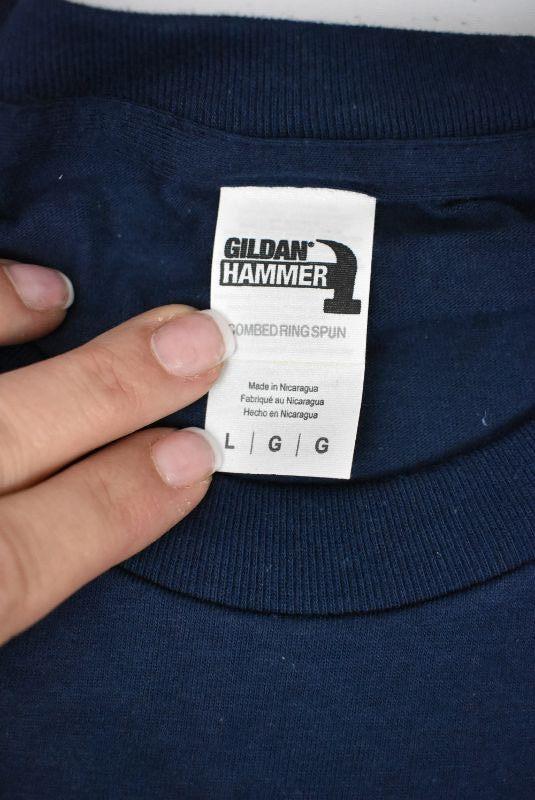 GILDAN®
HAMMER
COMBED RING SPUN
Made in Nicaragua
Fabriqué au Nicaragua
Hecho en Nicaragua
L | G | G